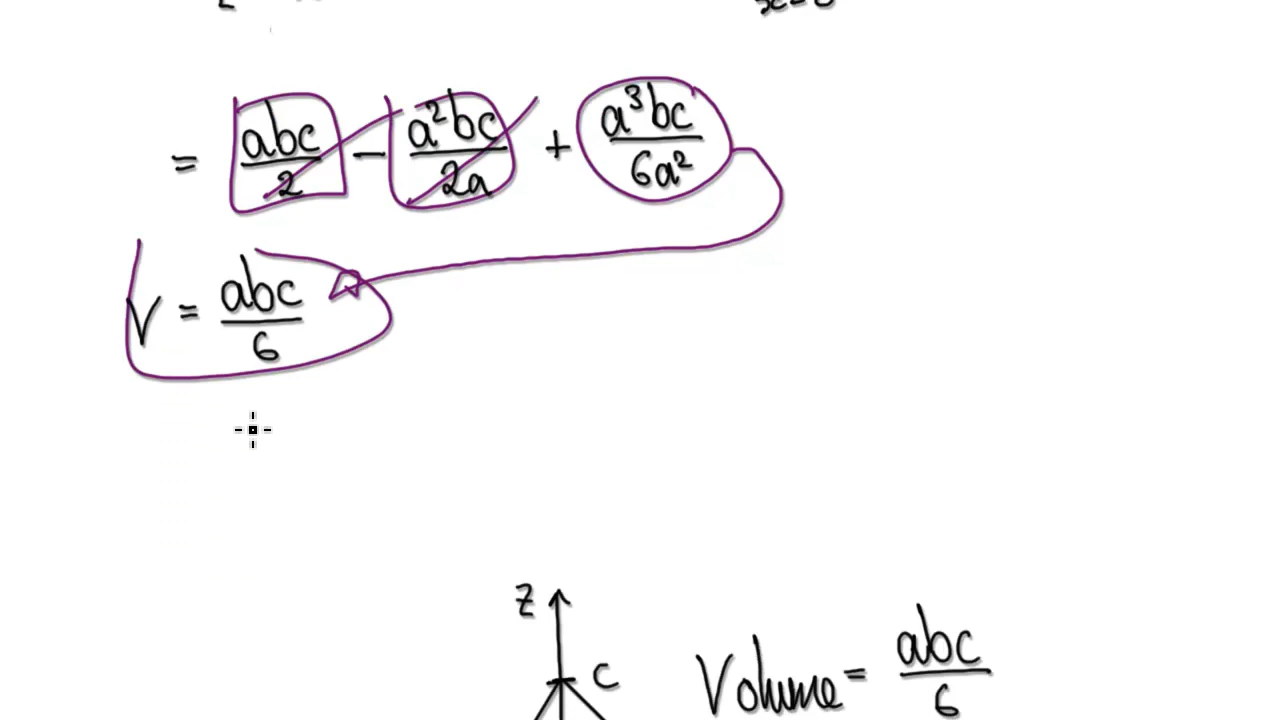 = abc/2 - a²bc/2a + a³bc/6a²
V = abc/6
z
c
Volume = abc/6